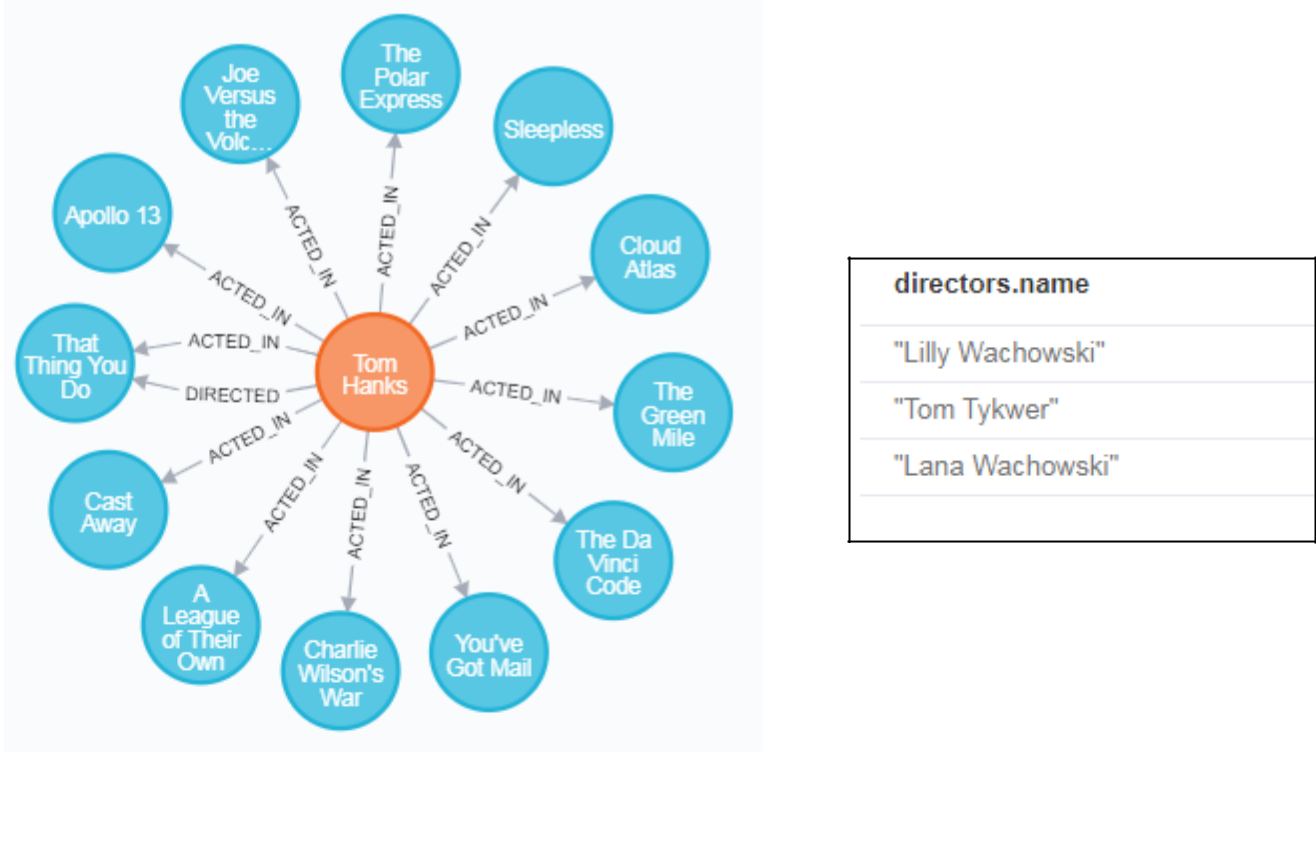 The
Polar
Express
Joe
Versus
the
Volc...
Sleepless
Apollo 13
Cloud
Atlas
That
Thing You
Do
Tom
Hanks
The
Green
Mile
Cast
Away
The Da
Vinci
Code
A
League
of Their
Own
Charlie
Wilson's
War
You've
Got Mail
ACTED_IN
ACTED_IN
ACTED_IN
ACTED_IN
ACTED_IN
ACTED_IN
DIRECTED
ACTED_IN
ACTED_IN
ACTED_IN
ACTED_IN
ACTED_IN
ACTED_IN
directors.name
"Lilly Wachowski"
"Tom Tykwer"
"Lana Wachowski"